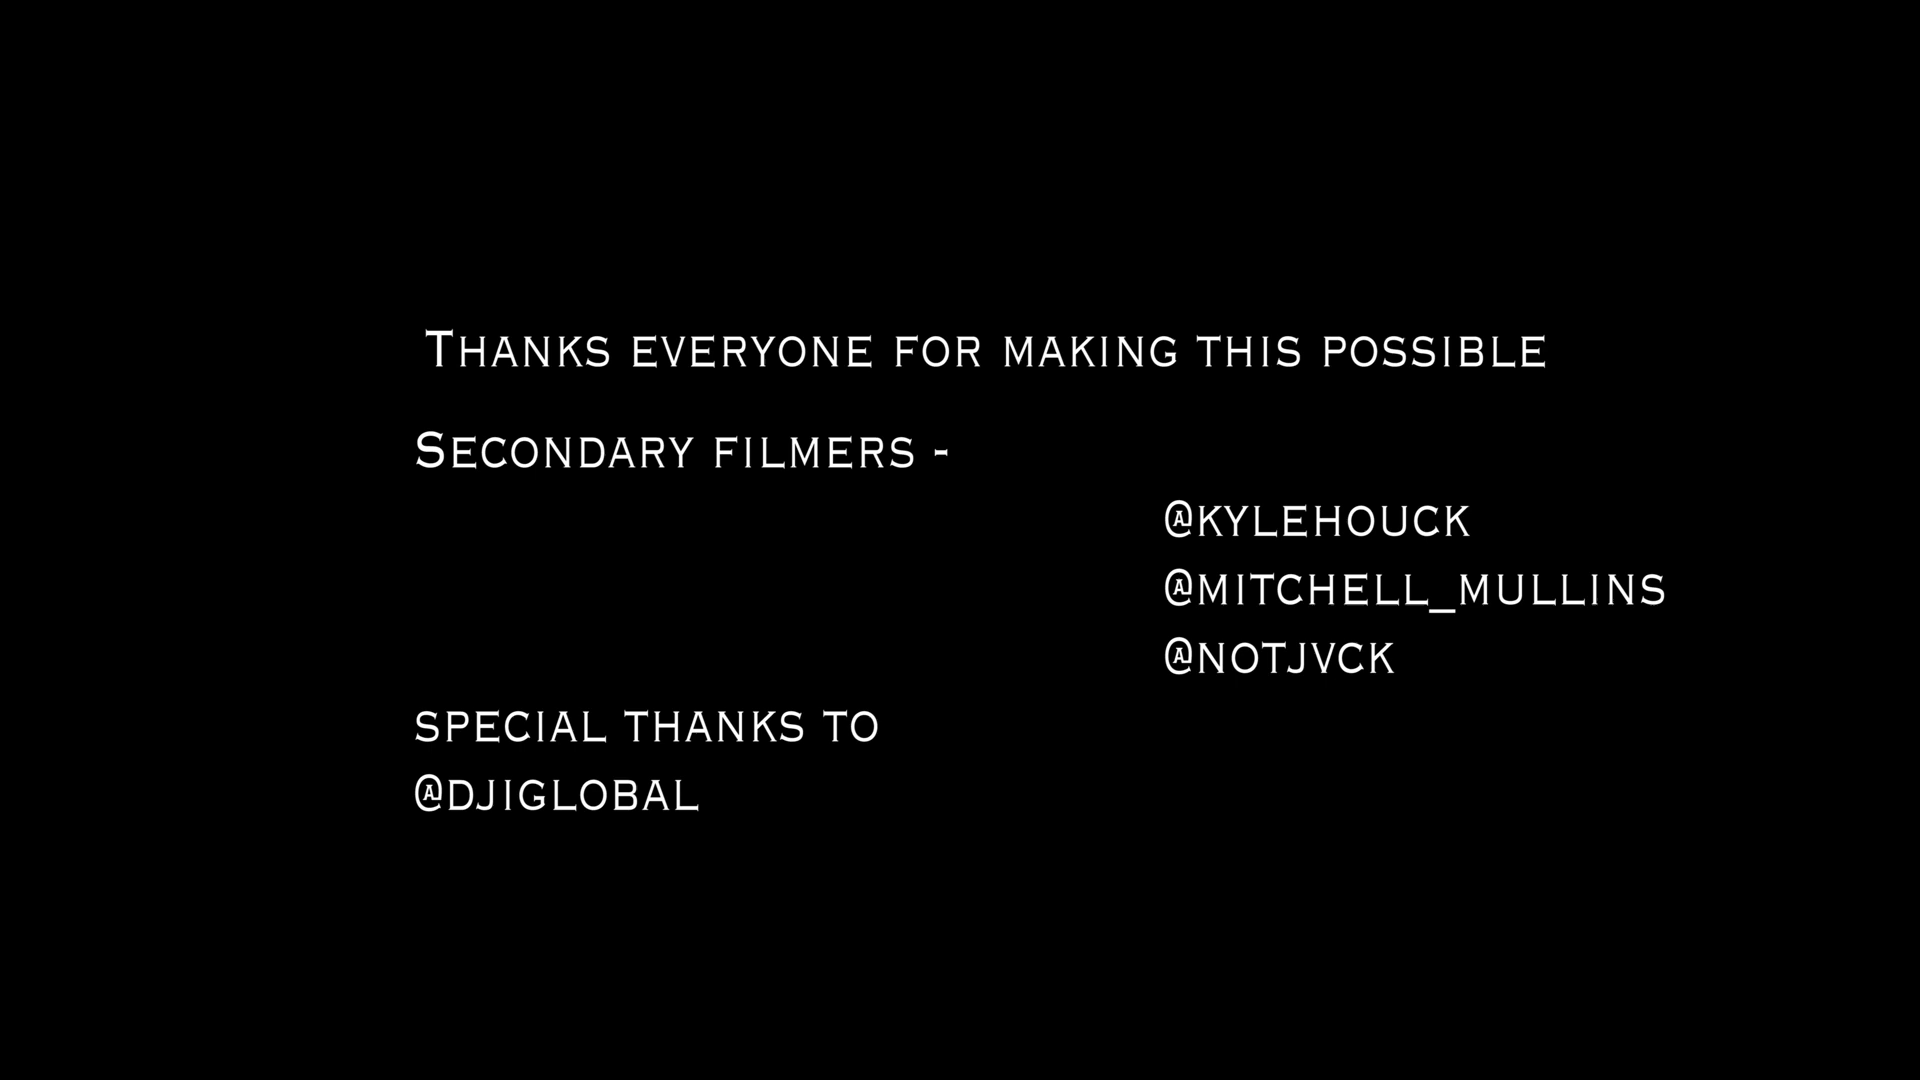 Thanks everyone for making this possible
Secondary filmers -
@kylehouck
@mitchell_mullins
@notjvck
special thanks to
@djiglobal